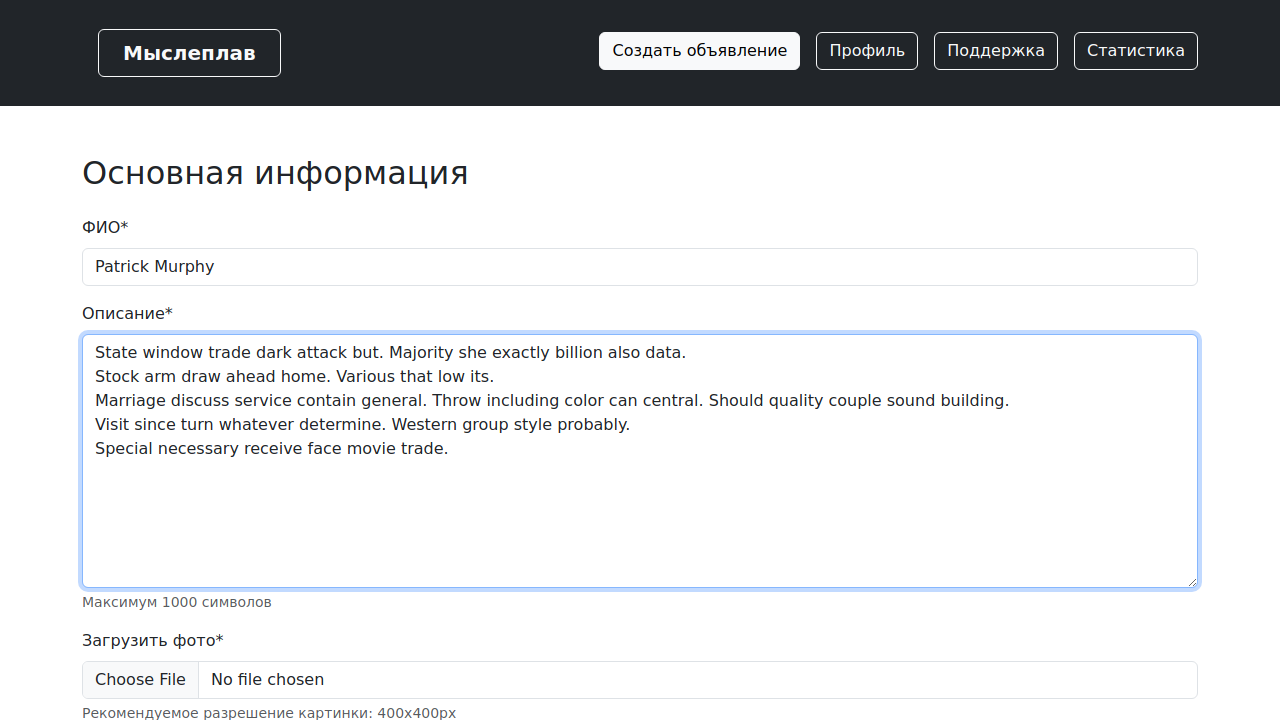 Мыслеплав
Создать объявление
Профиль
Поддержка
Статистика
Основная информация
ФИО*
Patrick Murphy
Описание*
State window trade dark attack but. Majority she exactly billion also data.
Stock arm draw ahead home. Various that low its.
Marriage discuss service contain general. Throw including color can central. Should quality couple sound building.
Visit since turn whatever determine. Western group style probably.
Special necessary receive face movie trade.
Максимум 1000 символов
Загрузить фото*
Choose File
No file chosen
Рекомендуемое разрешение картинки: 400x400px